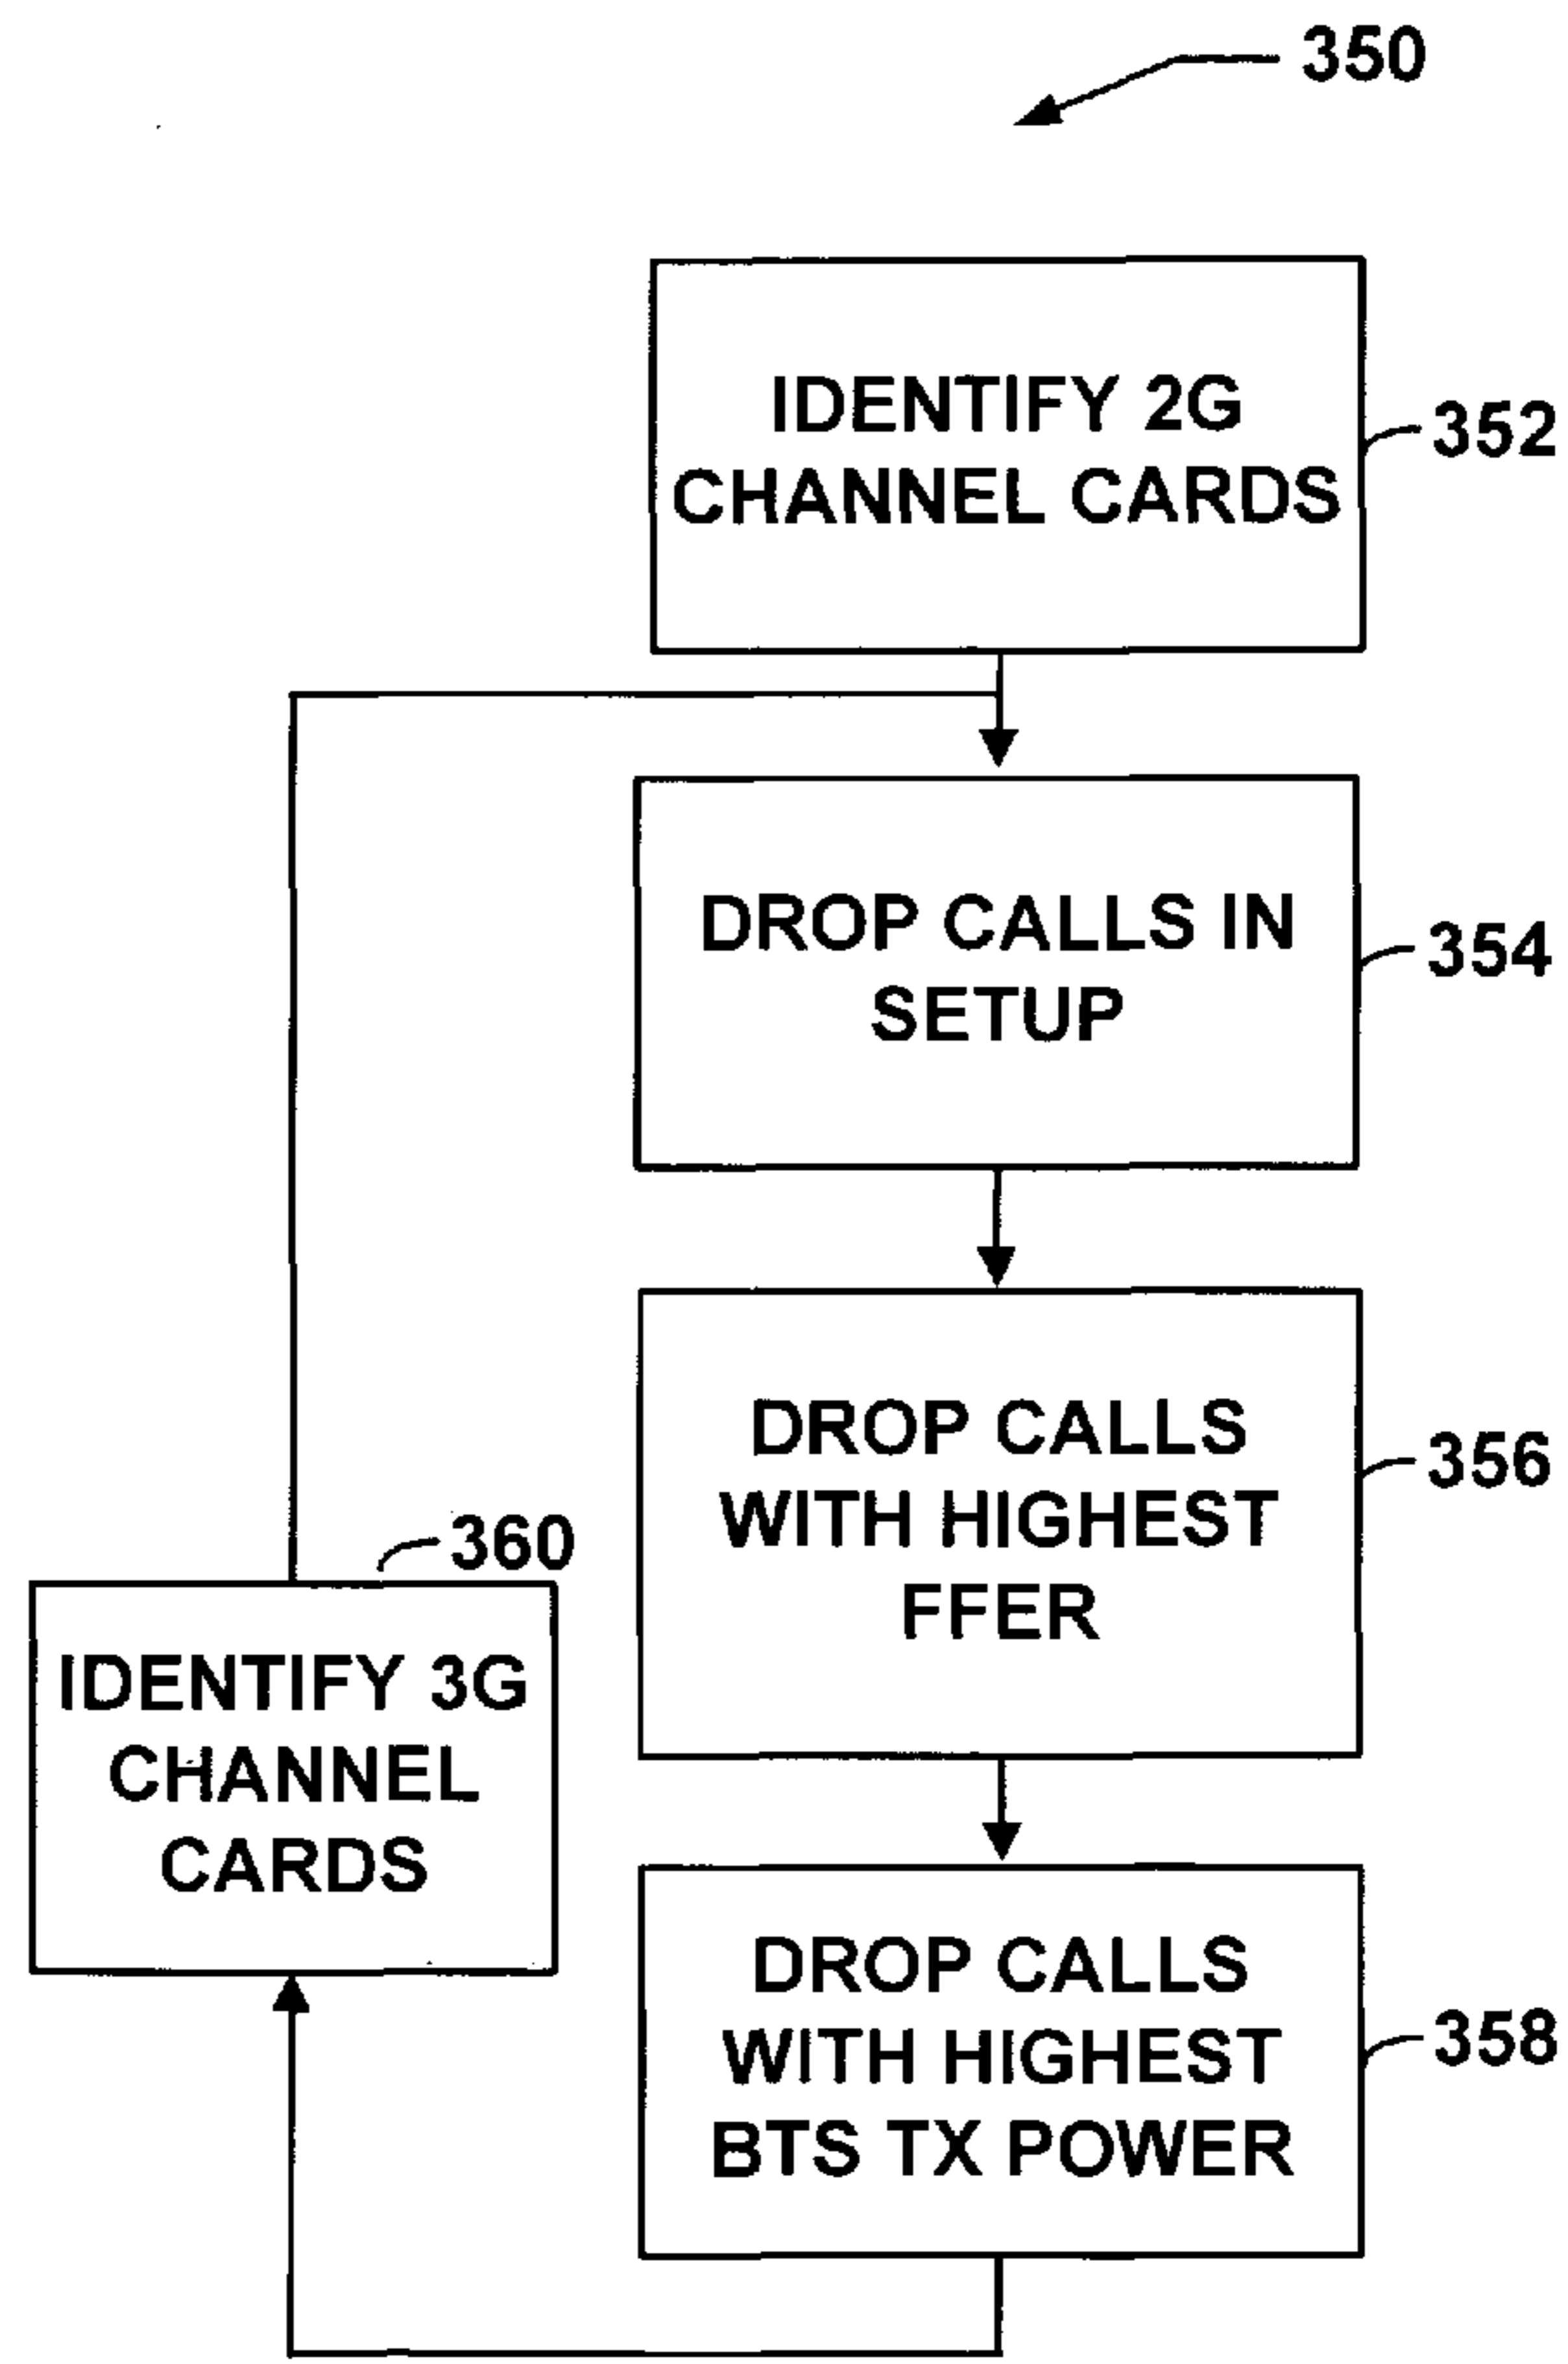 350
IDENTIFY 2G
CHANNEL CARDS
352
DROP CALLS IN
SETUP
354
DROP CALLS
WITH HIGHEST
FFER
356
360
IDENTIFY 3G
CHANNEL
CARDS
DROP CALLS
WITH HIGHEST
BTS TX POWER
358